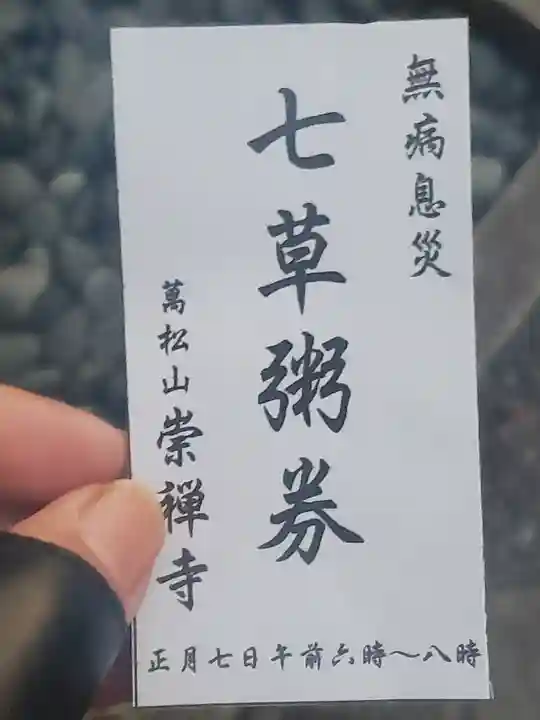 無病息災
七草粥券
萬松山崇禅寺
正月七日午前六時～八時